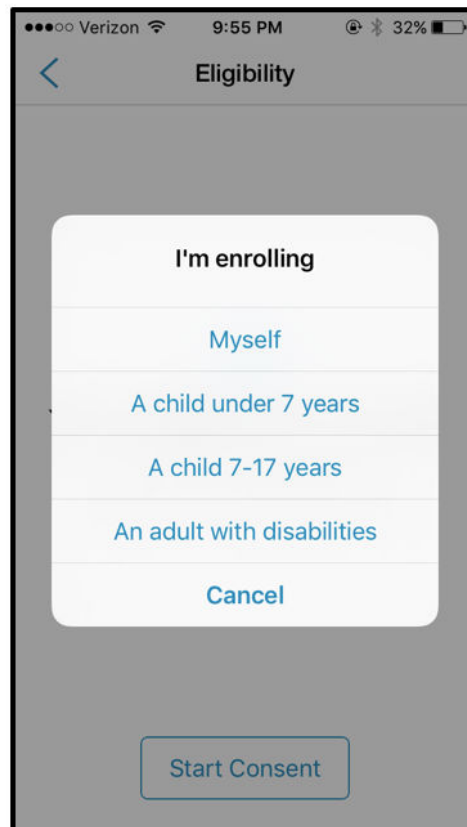 Verizon 9:55 PM 32%
Eligibility
I'm enrolling
Myself
A child under 7 years
A child 7-17 years
An adult with disabilities
Cancel
Start Consent